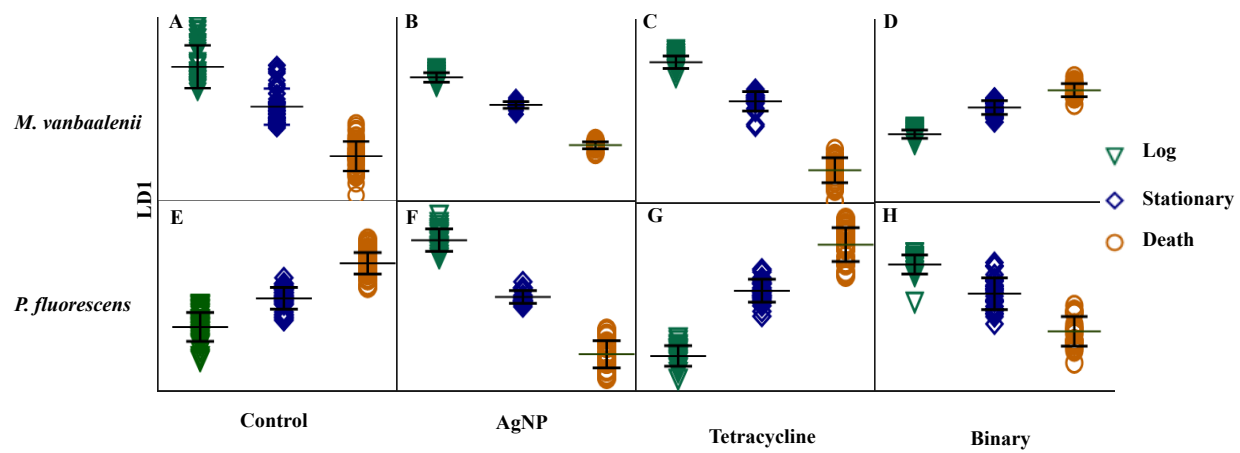 A
B
C
D
M. vanbaalenii
Log
LD1
Stationary
E
F
G
H
Death
P. fluorescens
Control
AgNP
Tetracycline
Binary